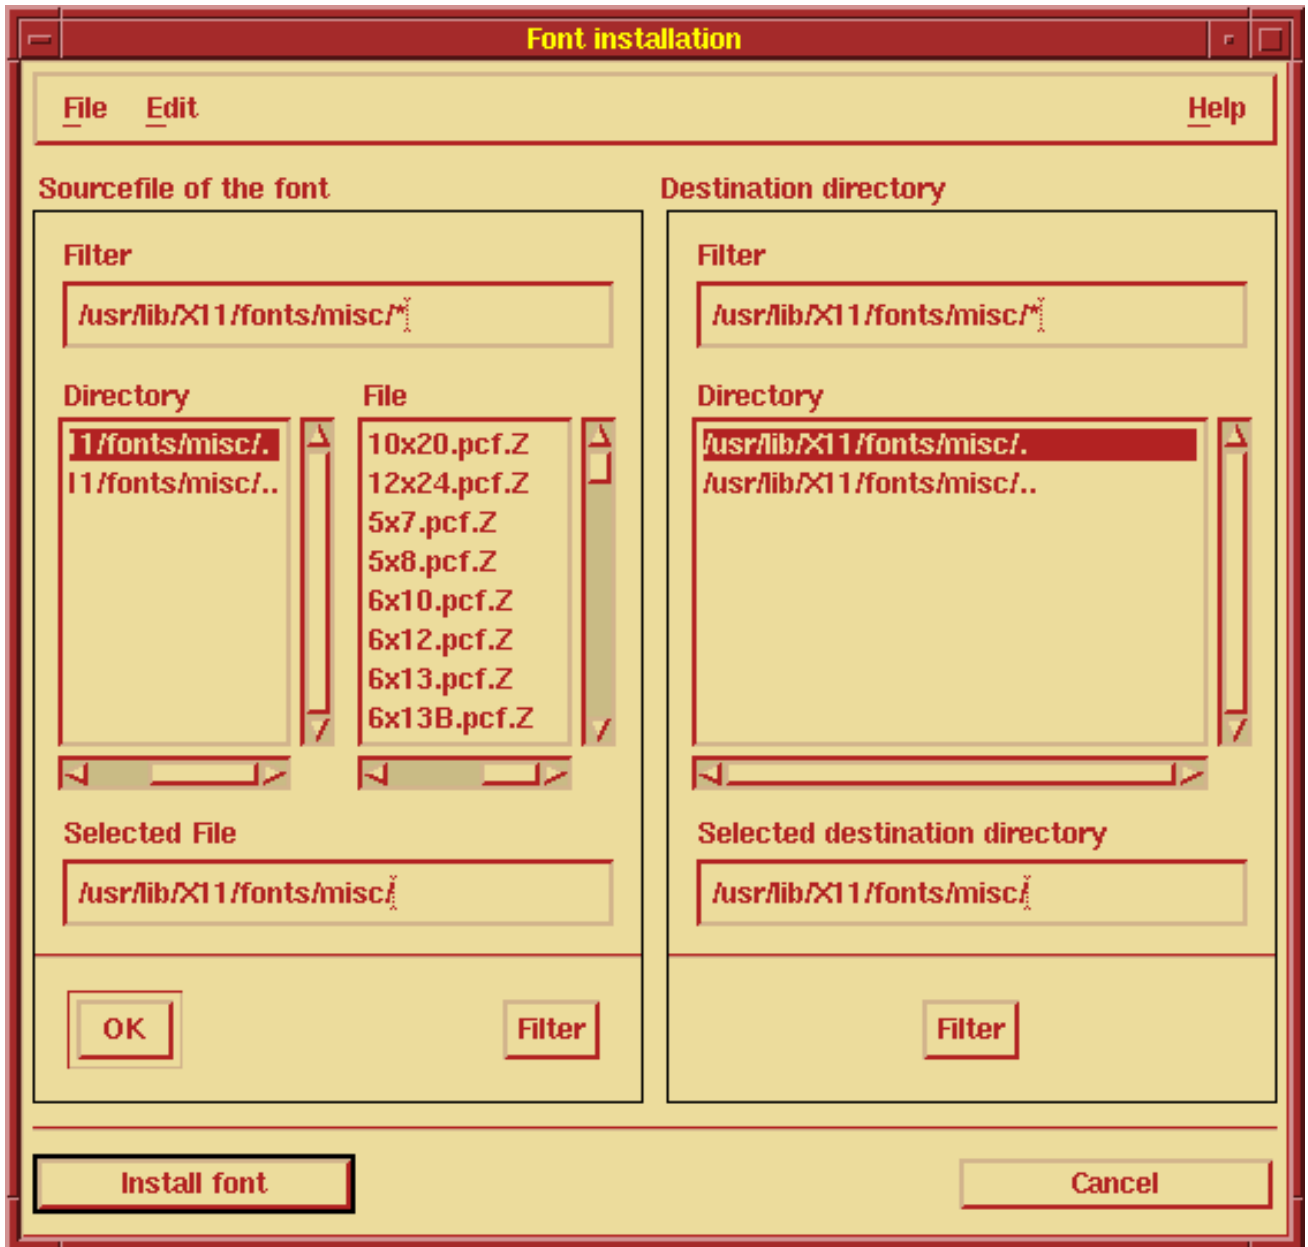 Font installation
File Edit Help
Sourcefile of the font
Filter
/usr/lib/X11/fonts/misc/*
Directory
11/fonts/misc/.
11/fonts/misc/..
File
10x20.pcf.Z
12x24.pcf.Z
5x7.pcf.Z
5x8.pcf.Z
6x10.pcf.Z
6x12.pcf.Z
6x13.pcf.Z
6x13B.pcf.Z
Selected File
/usr/lib/X11/fonts/misc/
OK
Filter
Destination directory
Filter
/usr/lib/X11/fonts/misc/*
Directory
/usr/lib/X11/fonts/misc/.
/usr/lib/X11/fonts/misc/..
Selected destination directory
/usr/lib/X11/fonts/misc/
Filter
Install font
Cancel